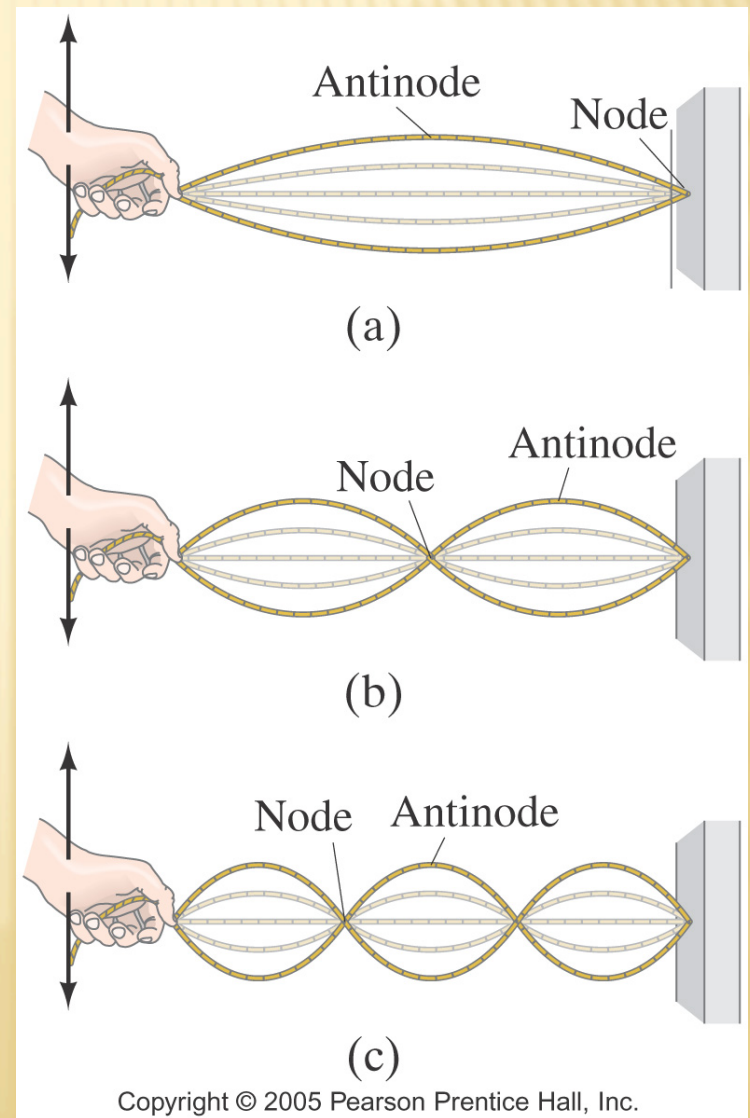 Antinode
Node
(a)
Node
Antinode
(b)
Node
Antinode
(c)
Copyright © 2005 Pearson Prentice Hall, Inc.